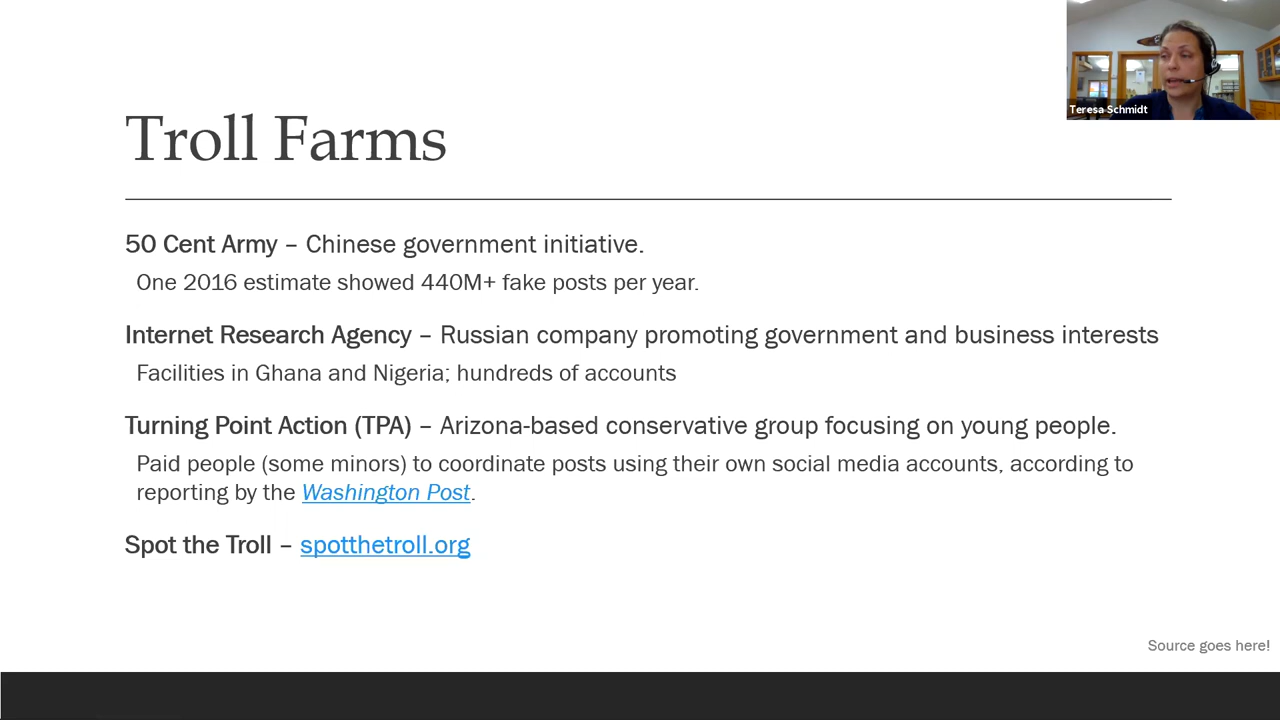 Teresa Schmidt
Troll Farms
50 Cent Army – Chinese government initiative.
One 2016 estimate showed 440M+ fake posts per year.
Internet Research Agency – Russian company promoting government and business interests
Facilities in Ghana and Nigeria; hundreds of accounts
Turning Point Action (TPA) – Arizona-based conservative group focusing on young people.
Paid people (some minors) to coordinate posts using their own social media accounts, according to
reporting by the Washington Post.
Spot the Troll – spotthetroll.org
Source goes here!